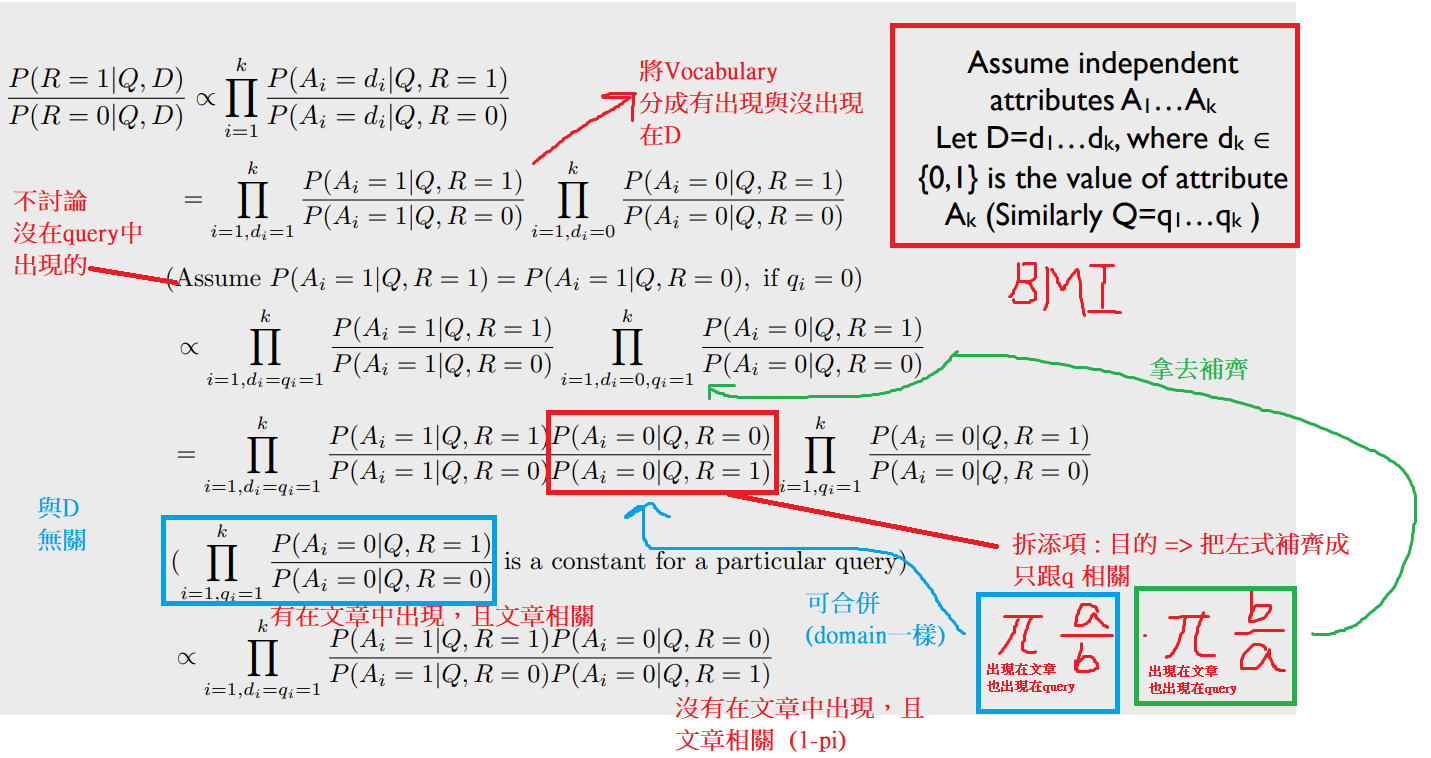 P(R = 1|Q, D) / P(R = 0|Q, D) ∝ ∏_{i=1}^{k} P(A_i = d_i|Q, R = 1) / P(A_i = d_i|Q, R = 0)
將Vocabulary
分成有出現與沒出現
在D
Assume independent
attributes A₁…Aₖ
Let D=d₁…dₖ, where dₖ ∈
{0,1} is the value of attribute
Aₖ (Similarly Q=q₁…qₖ )
= ∏_{i=1,d_i=1}^{k} P(A_i = 1|Q, R = 1) / P(A_i = 1|Q, R = 0) ∏_{i=1,d_i=0}^{k} P(A_i = 0|Q, R = 1) / P(A_i = 0|Q, R = 0)
不討論
沒在query中
出現的
(Assume P(A_i = 1|Q, R = 1) = P(A_i = 1|Q, R = 0), if q_i = 0)
BMI
∝ ∏_{i=1,d_i=q_i=1}^{k} P(A_i = 1|Q, R = 1) / P(A_i = 1|Q, R = 0) ∏_{i=1,d_i=0,q_i=1}^{k} P(A_i = 0|Q, R = 1) / P(A_i = 0|Q, R = 0)
拿去補齊
= ∏_{i=1,d_i=q_i=1}^{k} P(A_i = 1|Q, R = 1)P(A_i = 0|Q, R = 0) / P(A_i = 1|Q, R = 0)P(A_i = 0|Q, R = 1) ∏_{i=1,q_i=1}^{k} P(A_i = 0|Q, R = 1) / P(A_i = 0|Q, R = 0)
與D
無關
(∏_{i=1,q_i=1}^{k} P(A_i = 0|Q, R = 1) / P(A_i = 0|Q, R = 0) is a constant for a particular query)
拆添項 : 目的 => 把左式補齊成
只跟q 相關
可合併
(domain一樣)
π a/b · π b/a
出現在文章
也出現在query
出現在文章
也出現在query
有在文章中出現，且文章相關
∝ ∏_{i=1,d_i=q_i=1}^{k} P(A_i = 1|Q, R = 1)P(A_i = 0|Q, R = 0) / P(A_i = 1|Q, R = 0)P(A_i = 0|Q, R = 1)
沒有在文章中出現，且
文章相關 (1-pi)